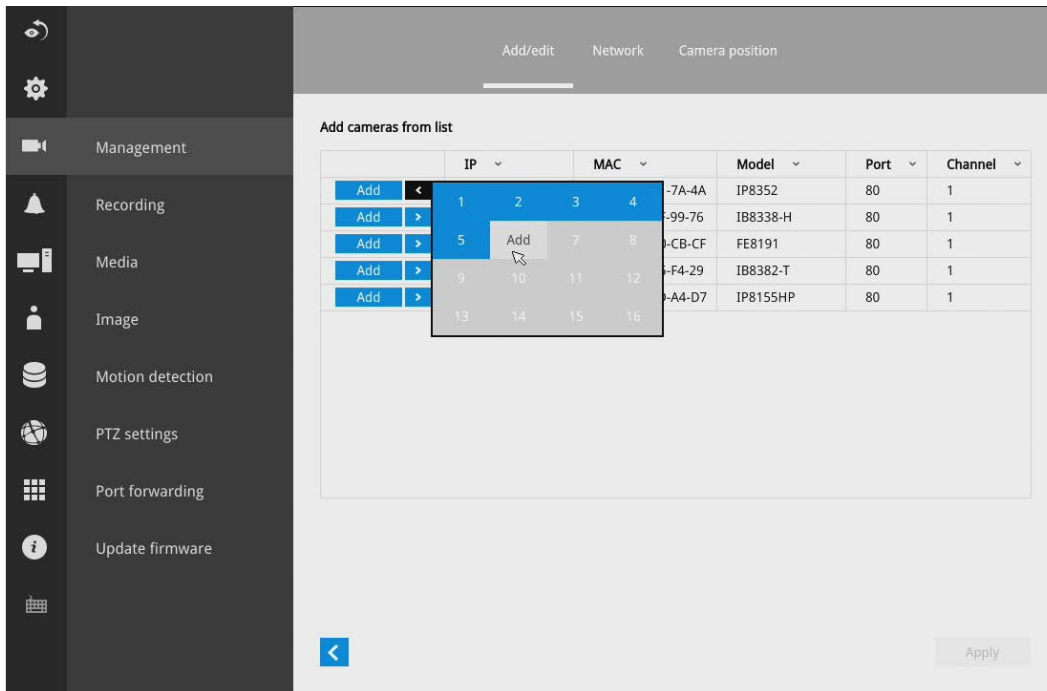 Add/edit Network Camera position
Add cameras from list
Management
Recording
Media
Image
Motion detection
PTZ settings
Port forwarding
Update firmware
IP MAC Model Port Channel
Add -7A-4A IP8352 80 1
Add -99-76 IB8338-H 80 1
Add -CB-CF FE8191 80 1
Add -F4-29 IB8382-T 80 1
Add -A4-D7 IP8155HP 80 1
1 2 3 4
5 Add 7 8
9 10 11 12
13 14 15 16
Apply